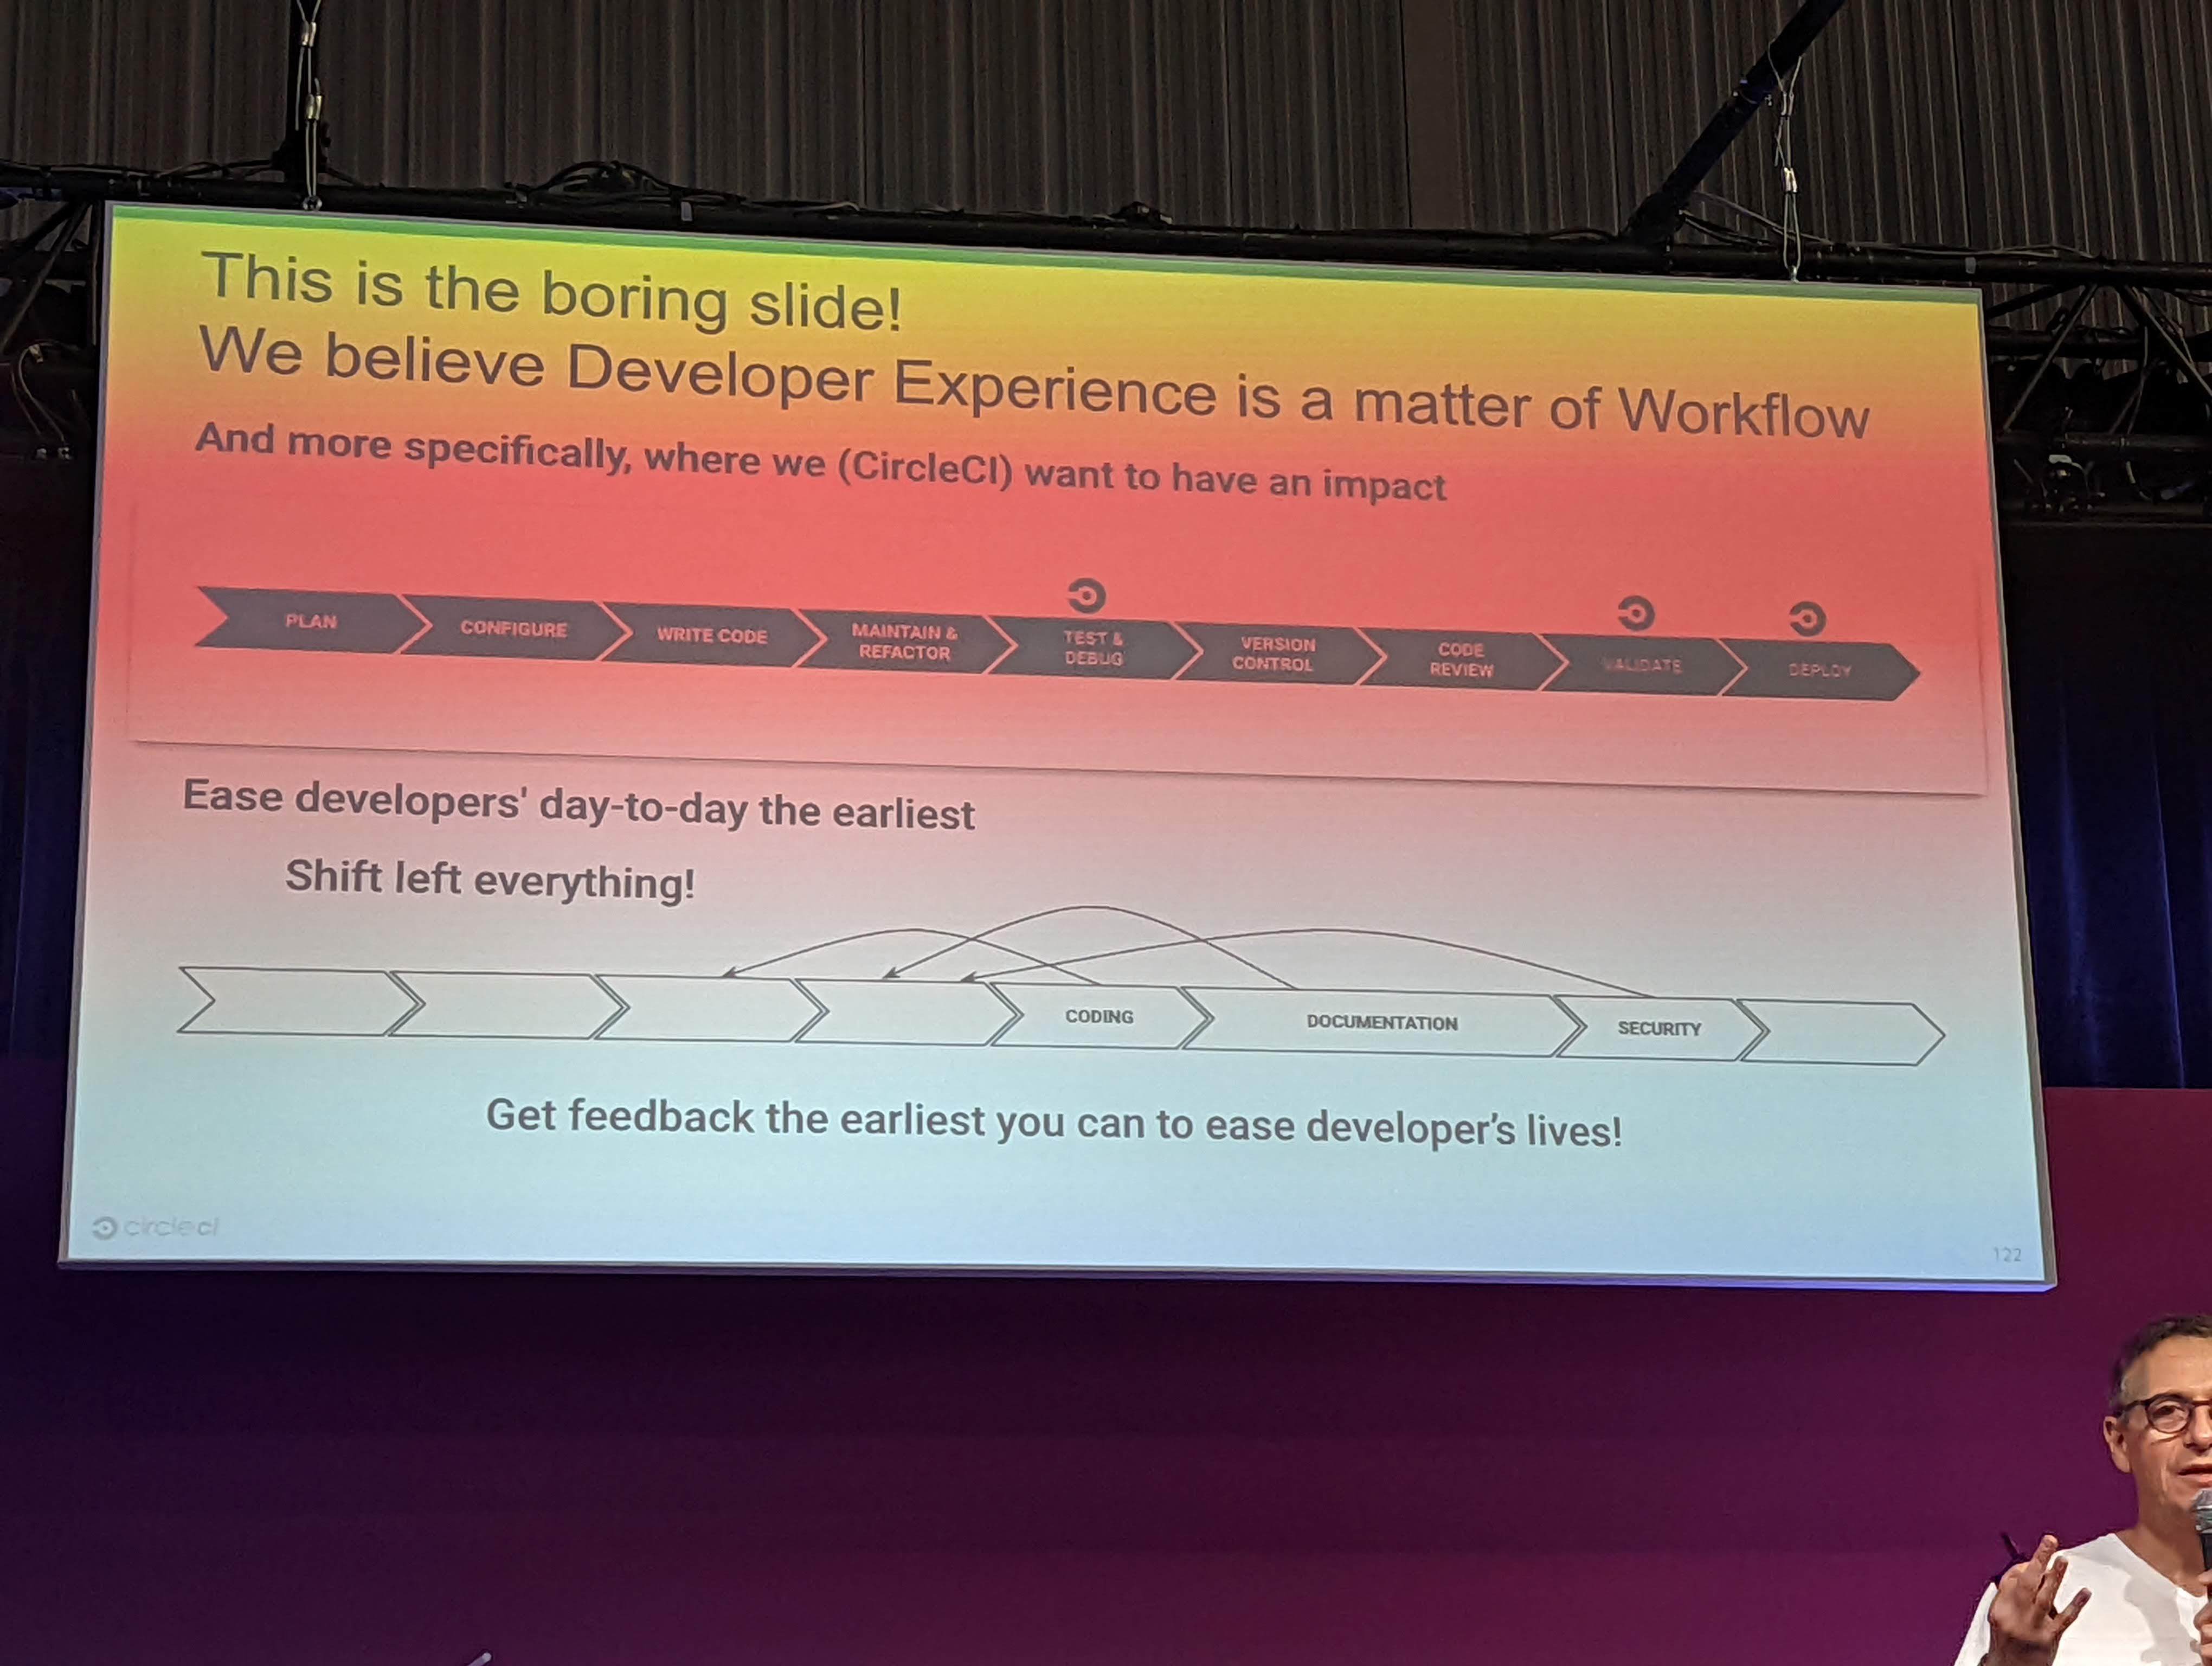 This is the boring slide!
We believe Developer Experience is a matter of Workflow
And more specifically, where we (CircleCI) want to have an impact
PLAN
CONFIGURE
WRITE CODE
MAINTAIN &
REFACTOR
TEST &
DEBUG
VERSION
CONTROL
CODE
REVIEW
VALIDATE
DEPLOY
Ease developers' day-to-day the earliest
Shift left everything!
CODING
DOCUMENTATION
SECURITY
Get feedback the earliest you can to ease developer’s lives!
circleci
122